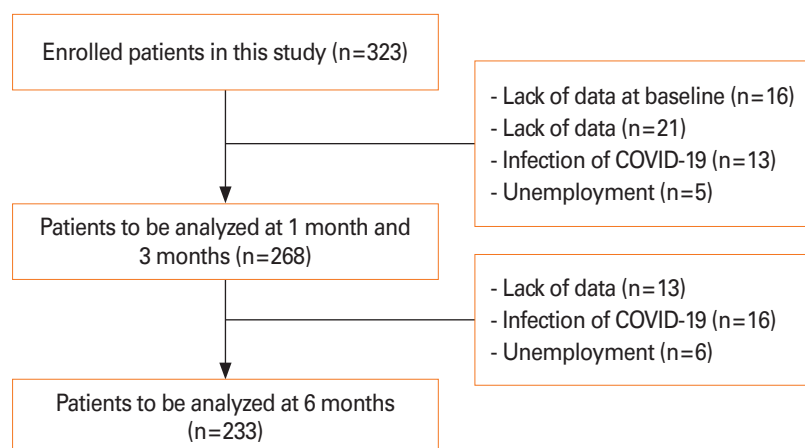 Enrolled patients in this study (n=323)
- Lack of data at baseline (n=16)
- Lack of data (n=21)
- Infection of COVID-19 (n=13)
- Unemployment (n=5)
Patients to be analyzed at 1 month and
3 months (n=268)
- Lack of data (n=13)
- Infection of COVID-19 (n=16)
- Unemployment (n=6)
Patients to be analyzed at 6 months
(n=233)